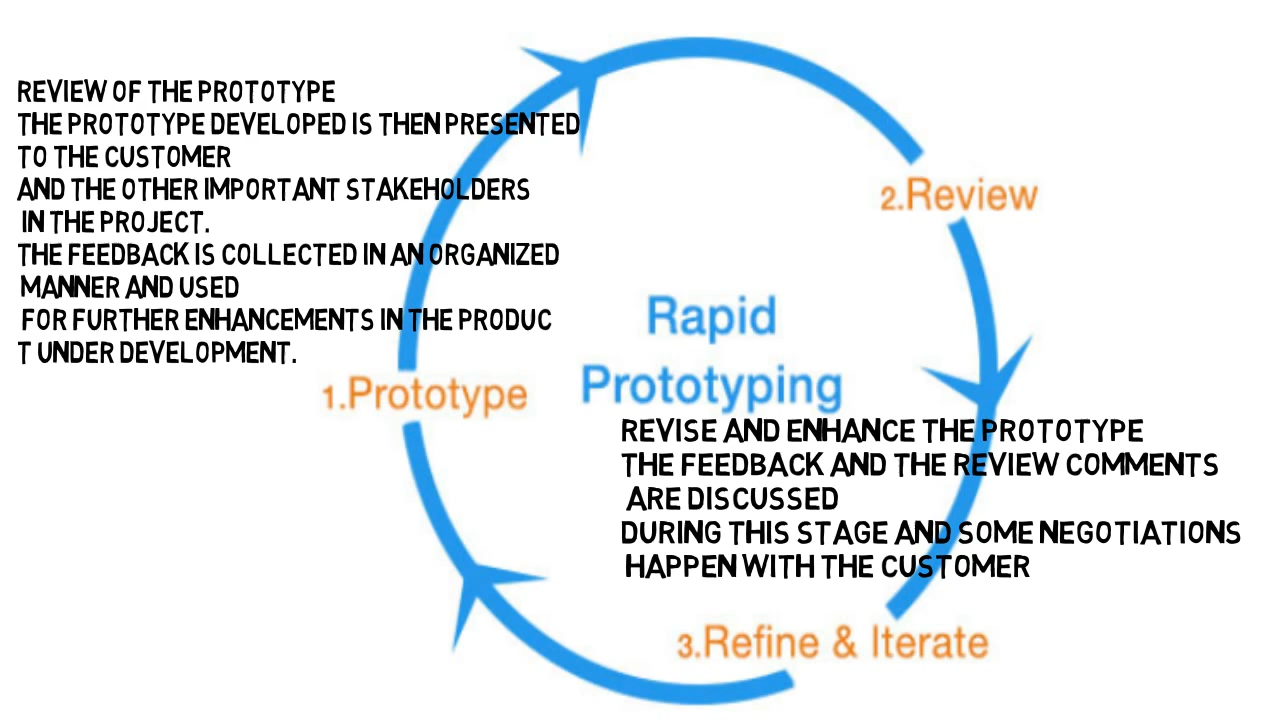 REVIEW OF THE PROTOTYPE
THE PROTOTYPE DEVELOPED IS THEN PRESENTED
TO THE CUSTOMER
AND THE OTHER IMPORTANT STAKEHOLDERS
IN THE PROJECT.
THE FEEDBACK IS COLLECTED IN AN ORGANIZED
MANNER AND USED
FOR FURTHER ENHANCEMENTS IN THE PRODUC
T UNDER DEVELOPMENT.
2.Review
Rapid
Prototyping
1.Prototype
REVISE AND ENHANCE THE PROTOTYPE
THE FEEDBACK AND THE REVIEW COMMENTS
ARE DISCUSSED
DURING THIS STAGE AND SOME NEGOTIATIONS
HAPPEN WITH THE CUSTOMER
3.Refine & Iterate